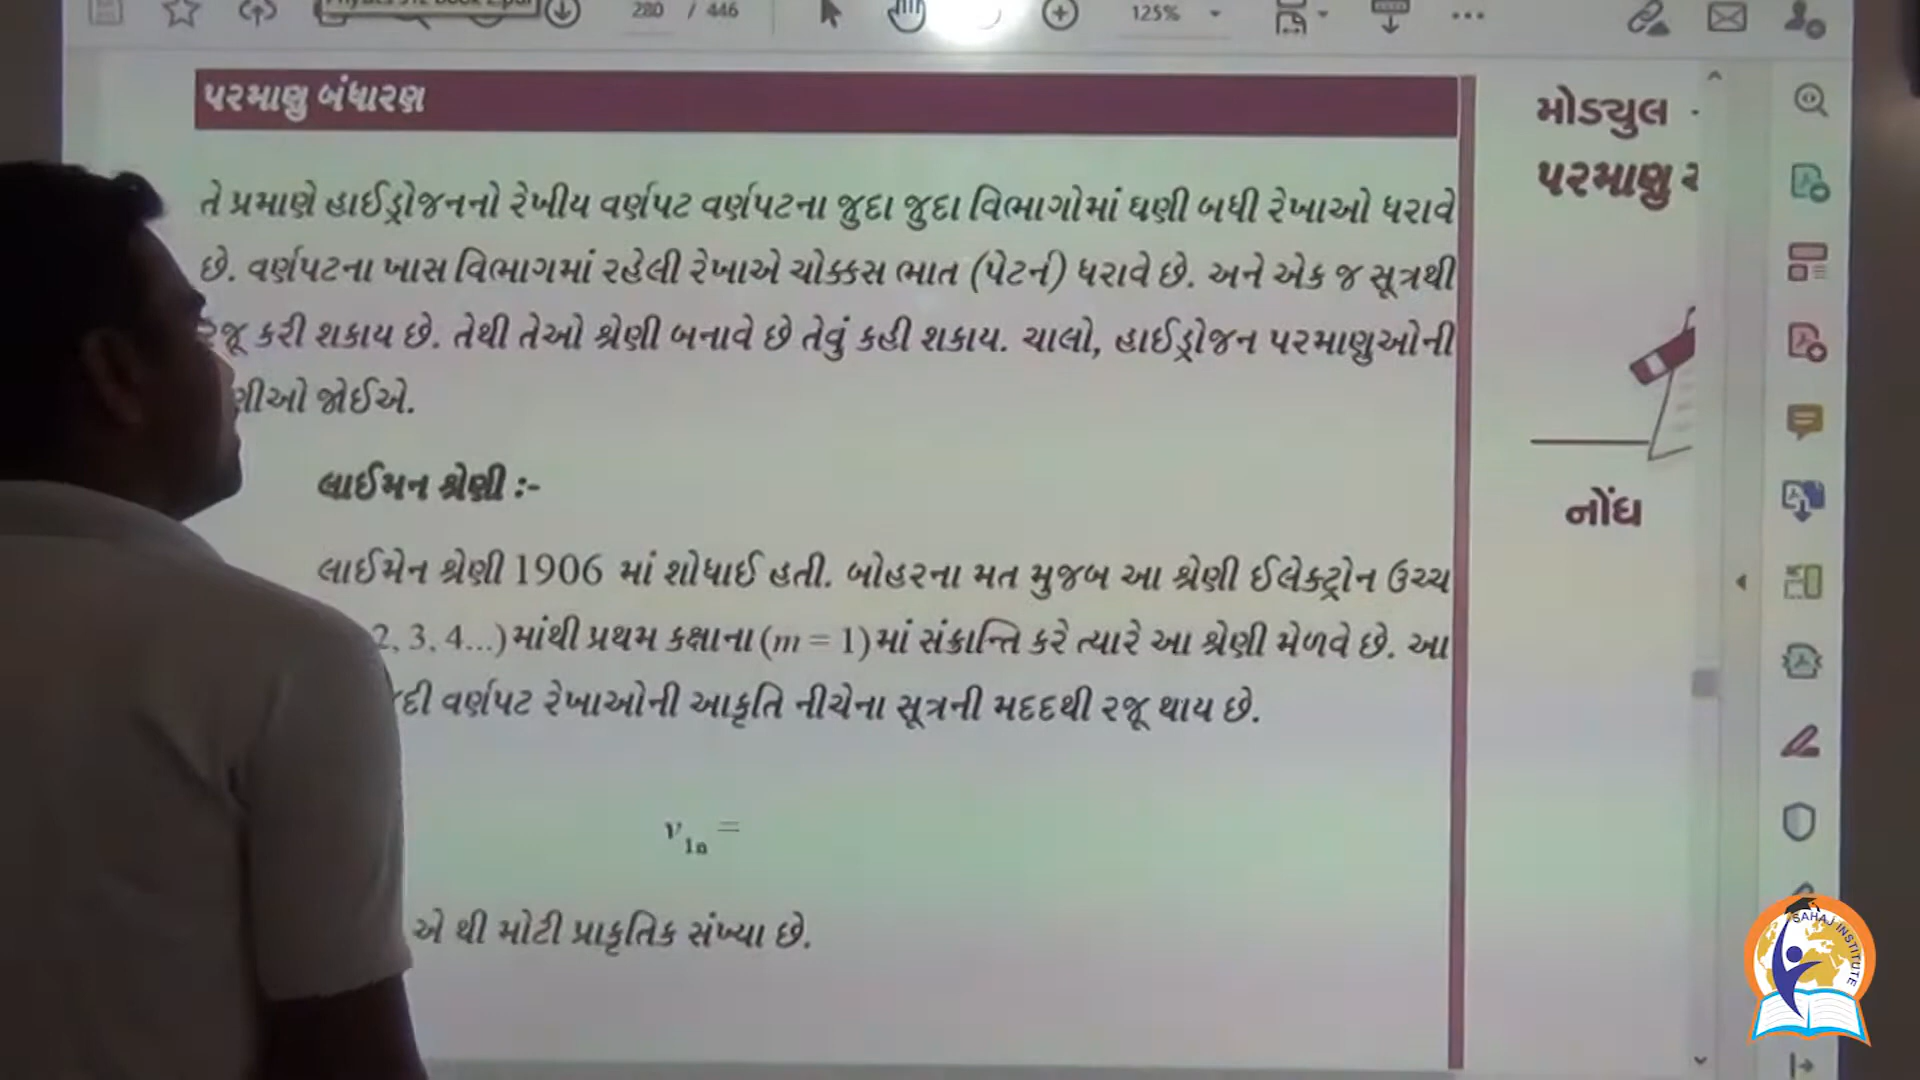 280 / 446
125%
પરમાણુ બંધારણ
મોડ્યુલ -
પરમાણુ
તે પ્રમાણે હાઈડ્રોજનનો રેખીય વર્ણપટ વર્ણપટના જુદા જુદા વિભાગોમાં ઘણી બધી રેખાઓ ધરાવે
છે. વર્ણપટના ખાસ વિભાગમાં રહેલી રેખાએ ચોક્કસ ભાત (પેટર્ન) ધરાવે છે. અને એક જ સૂત્રથી
રજૂ કરી શકાય છે. તેથી તેઓ શ્રેણી બનાવે છે તેવું કહી શકાય. ચાલો, હાઈડ્રોજન પરમાણુઓની
ણીઓ જોઈએ.
લાઈમન શ્રેણી :-
નોંધ
લાઈમેન શ્રેણી 1906 માં શોધાઈ હતી. બોહરના મત મુજબ આ શ્રેણી ઈલેક્ટ્રોન ઉચ્ચ
2, 3, 4...)માંથી પ્રથમ કક્ષાના (m = 1)માં સંક્રાન્તિ કરે ત્યારે આ શ્રેણી મેળવે છે. આ
દી વર્ણપટ રેખાઓની આકૃતિ નીચેના સૂત્રની મદદથી રજૂ થાય છે.
v1n =
એ થી મોટી પ્રાકૃતિક સંખ્યા છે.
SAHAJ INSTITUTE